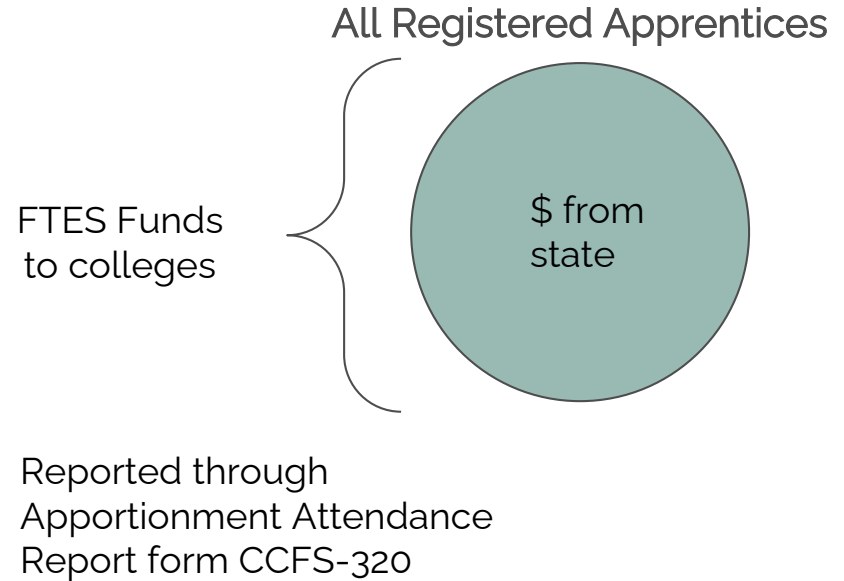 All Registered Apprentices
FTES Funds
to colleges
$ from
state
Reported through
Apportionment Attendance
Report form CCFS-320